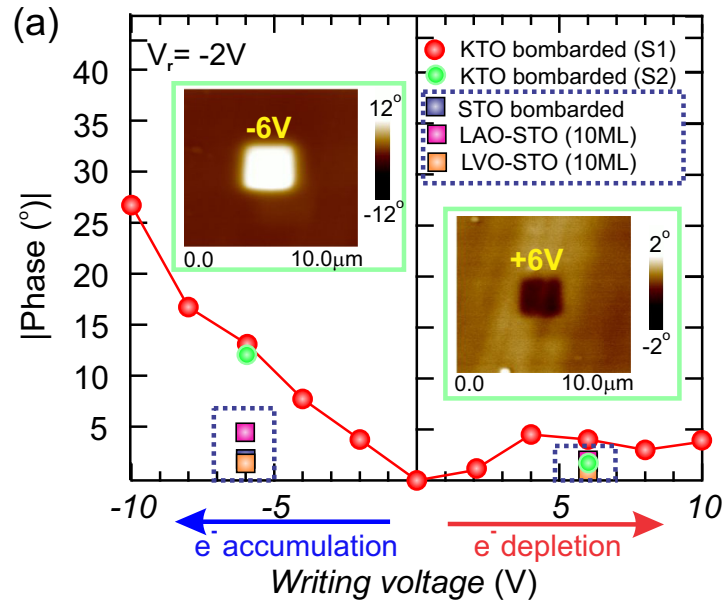 (a)
Vr= -2V
KTO bombarded (S1)
KTO bombarded (S2)
STO bombarded
LAO-STO (10ML)
LVO-STO (10ML)
-6V
12°
-12°
0.0 10.0μm
+6V
2°
-2°
0.0 10.0μm
|Phase (°)|
40
35
30
25
20
15
10
5
-10 -5 5 10
e- accumulation e- depletion
Writing voltage (V)